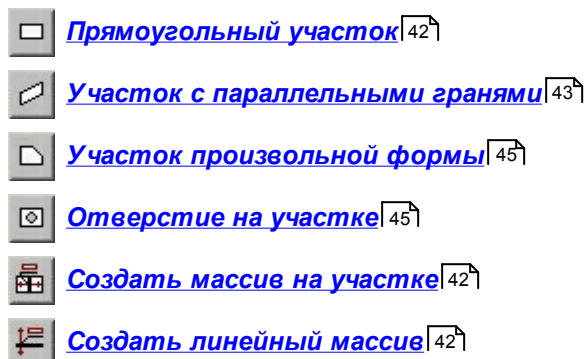 Прямоугольный участок 42
Участок с параллельными гранями 43
Участок произвольной формы 45
Отверстие на участке 45
Создать массив на участке 42
Создать линейный массив 42